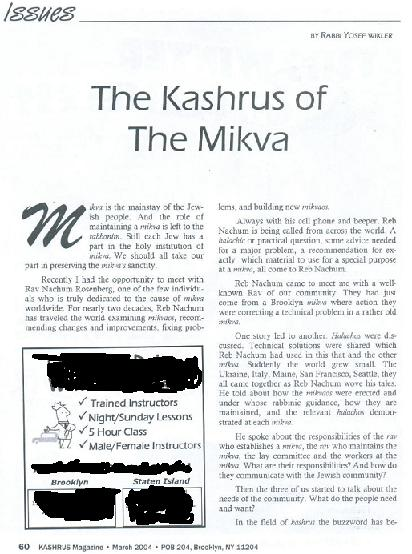 Issues
BY RABBI YOSEF WIKLER
The Kashrus of
The Mikva
Mikva is the mainstay of the Jew-
ish people. And the role of
maintaining a mikva is left to the
rabbonim. Still each Jew has a
part in the holy institution of
mikva. We should all take our
part in preserving the mikva's sanctity.
Recently I had the opportunity to meet with
Rav Nachum Rosenberg, one of the few individu-
als who is truly dedicated to the cause of mikva
worldwide. For nearly two decades, Reb Nachum
has traveled the world examining mikvaos, recom-
mending changes and improvements, fixing prob-
lems, and building new mikvaos.
Always with his cell phone and beeper, Reb
Nachum is being called from across the world. A
halachic or practical question, some advice needed
for a major problem, a recommendation for ex-
actly which material to use for a special purpose
at a mikva, all come to Reb Nachum.
Reb Nachum came to meet me with a well-
known Rav of our community. They had just
come from a Brooklyn mikva where action they
were correcting a technical problem in a rather old
mikva.
One story led to another. Halachos were dis-
cussed. Technical solutions were shared which
Reb Nachum had used in this that and the other
mikva. Suddenly the world grew small. The
Ukraine, Italy, Maine, San Francisco, Seattle, they
all came together as Reb Nachum wove his tales.
He told about how the mikvaos were erected and
under whose rabbinic guidance, how they are
maintained, and the relevant halachos demon-
strated at each mikva.
He spoke about the responsibilities of the rav
who establishes a mikva, the rav who maintains the
mikva, the lay committee and the workers at the
mikva. What are their responsibilities? And how do
they communicate with the Jewish community?
Then the three of us started to talk about the
needs of the community. What do the people need
and want?
In the field of kashrus the buzzword has be-
✓ Trained Instructors
✓ Night/Sunday Lessons
✓ 5 Hour Class
✓ Male/Female Instructors
Brooklyn Staten Island
60 KASHRUS Magazine • March 2004 • POB 204, Brooklyn, NY 11204